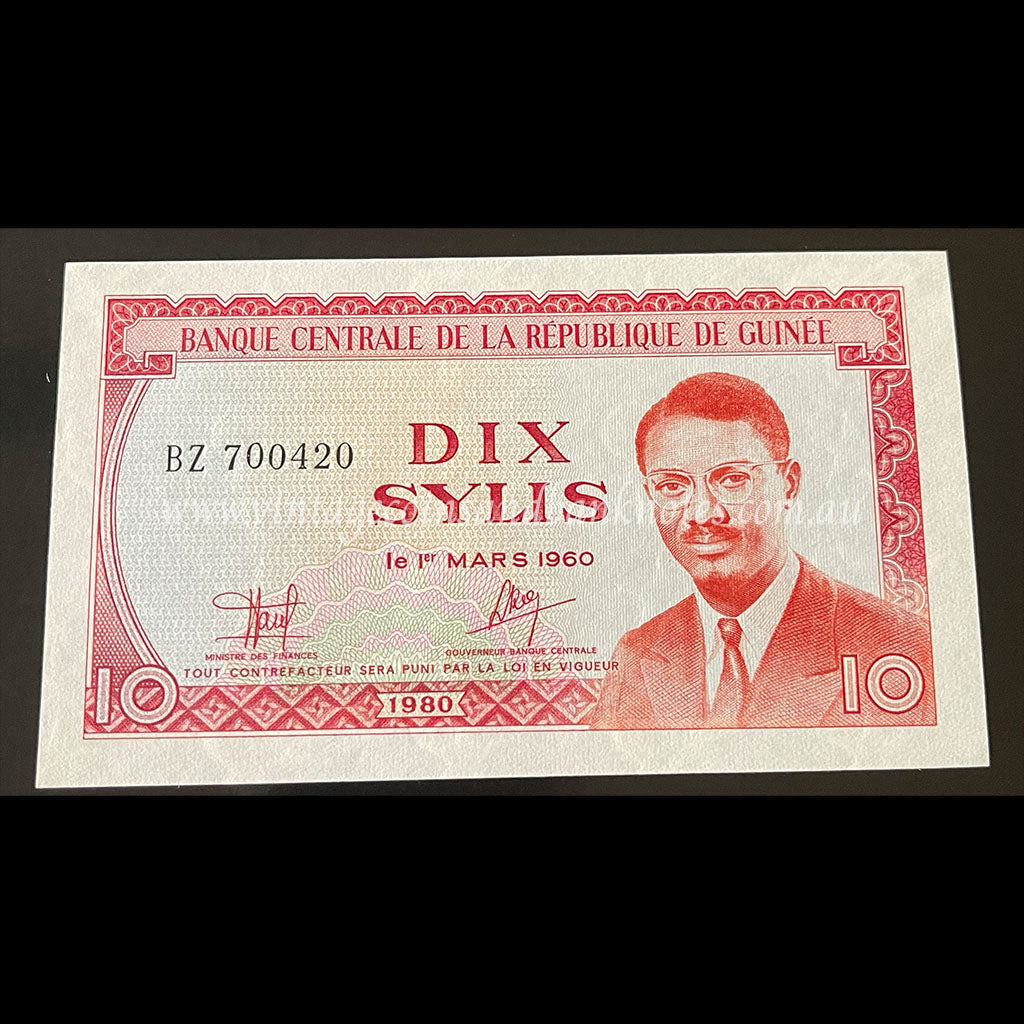 BANQUE CENTRALE DE LA RÉPUBLIQUE DE GUINÉE
BZ 700420
DIX
SYLIS
le 1er MARS 1960
MINISTRE DES FINANCES
GOUVERNEUR BANQUE CENTRALE
TOUT CONTREFACTEUR SERA PUNI PAR LA LOI EN VIGUEUR
10
1980
10